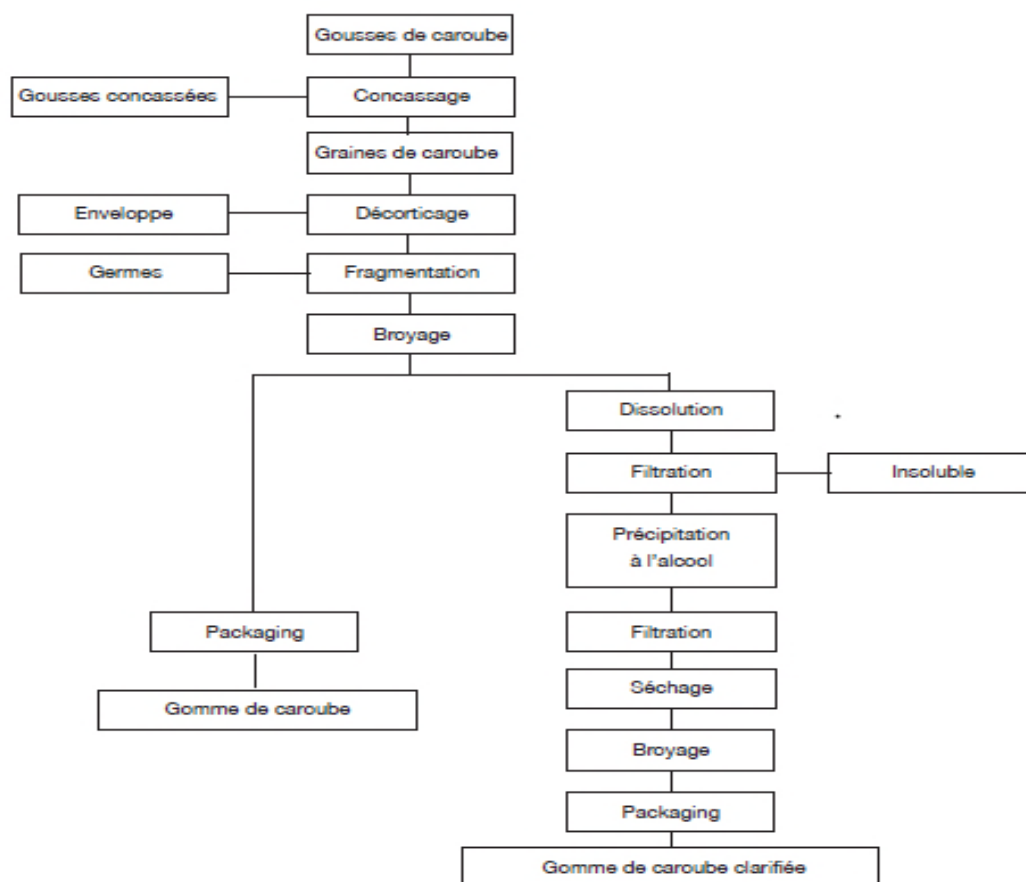 Gousses de caroube
Gousses concassées
Concassage
Graines de caroube
Enveloppe
Décorticage
Germes
Fragmentation
Broyage
Dissolution
Filtration
Insoluble
Précipitation
à l'alcool
Packaging
Filtration
Séchage
Gomme de caroube
Broyage
Packaging
Gomme de caroube clarifiée